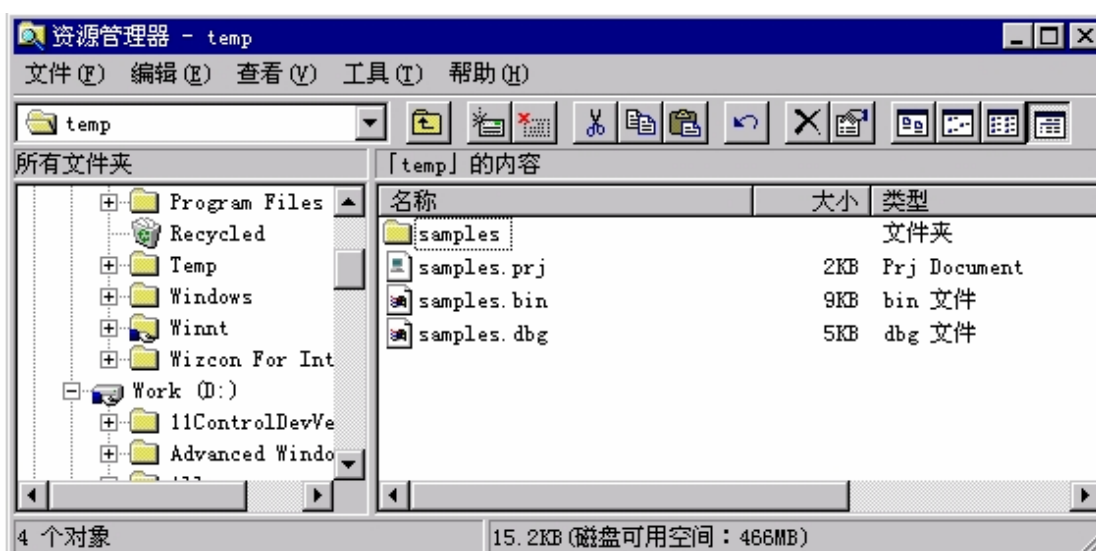 资源管理器 - temp
文件(F) 编辑(E) 查看(V) 工具(T) 帮助(H)
temp
所有文件夹
「temp」的内容
Program Files
Recycled
Temp
Windows
Winnt
Wizcon For Int
Work (D:)
11ControlDevVe
Advanced Windo
名称 大小 类型
samples 文件夹
samples.prj 2KB Prj Document
samples.bin 9KB bin 文件
samples.dbg 5KB dbg 文件
4 个对象
15.2KB(磁盘可用空间：466MB)